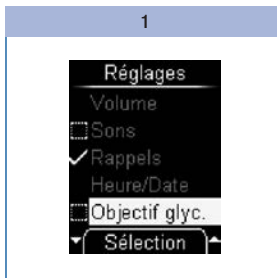 1
Réglages
Volume
Sons
Rappels
Heure/Date
Objectif glyc.
Sélection